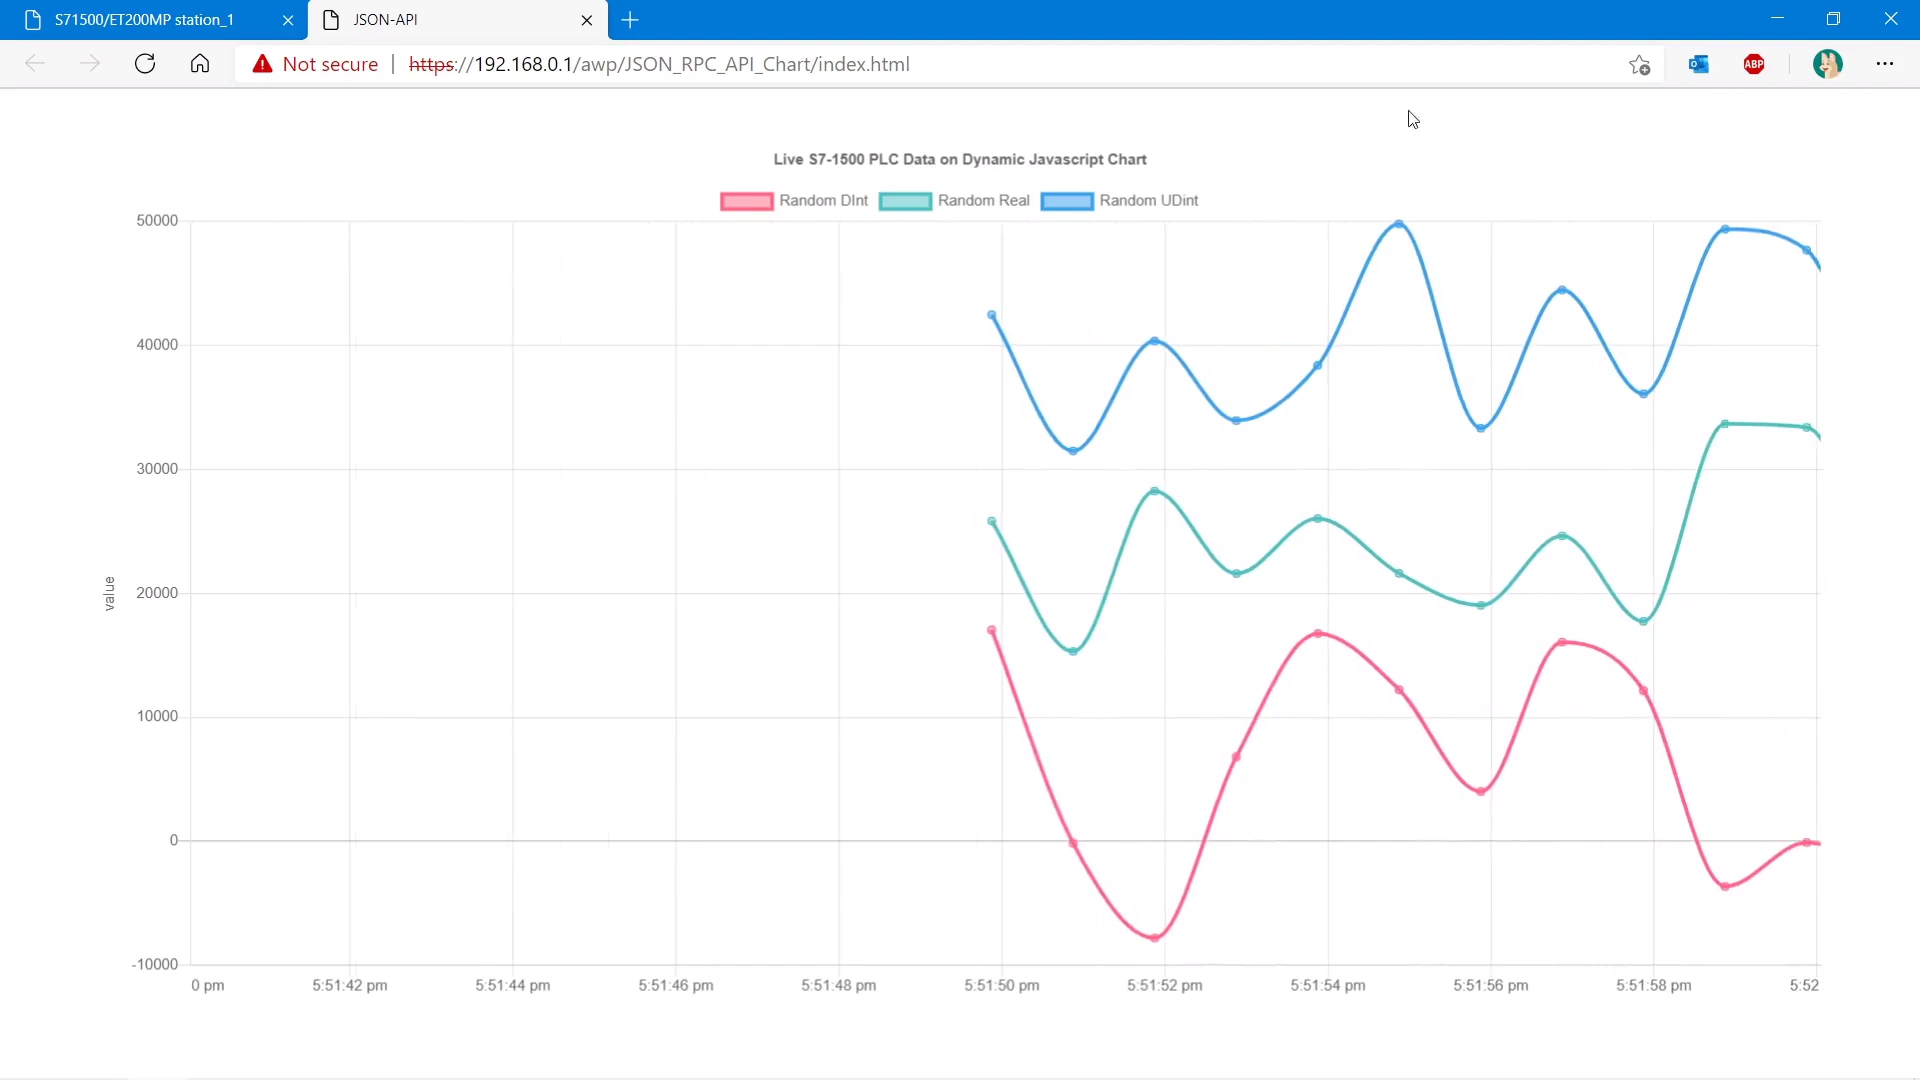 S71500/ET200MP station_1
JSON-API
Not secure | https://192.168.0.1/awp/JSON_RPC_API_Chart/index.html
ABP
Live S7-1500 PLC Data on Dynamic Javascript Chart
Random DInt Random Real Random UDint
50000
40000
30000
20000
10000
0
-10000
value
0 pm 5:51:42 pm 5:51:44 pm 5:51:46 pm 5:51:48 pm 5:51:50 pm 5:51:52 pm 5:51:54 pm 5:51:56 pm 5:51:58 pm 5:52